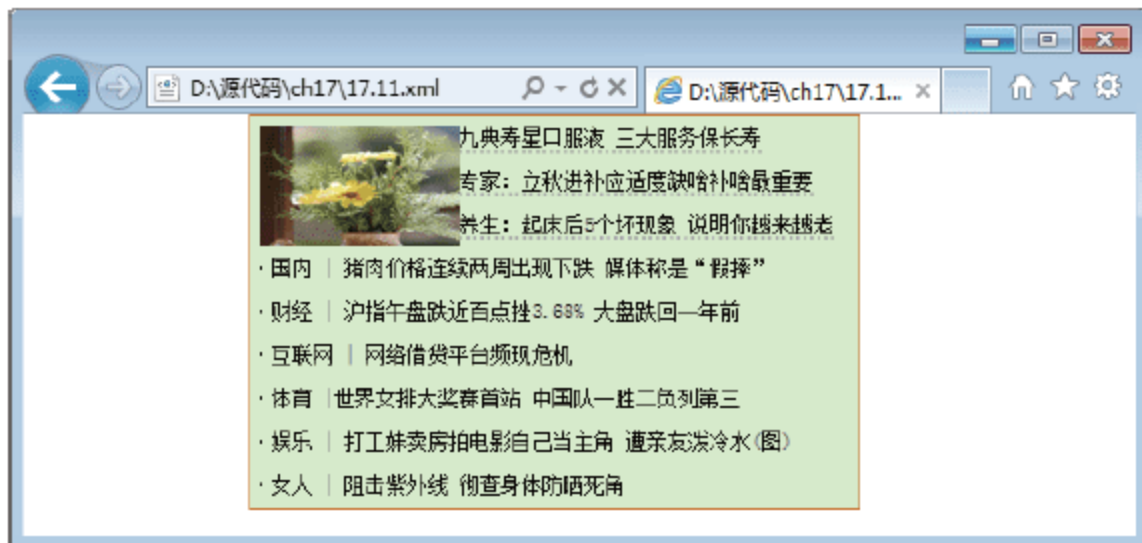 D:\源代码\ch17\17.11.xml
D:\源代码\ch17\17.1...
九典寿星口服液 三大服务保长寿
专家：立秋进补应适度缺啥补啥最重要
养生：起床后5个坏现象 说明你越来越老
· 国内 | 猪肉价格连续两周出现下跌 媒体称是“假摔”
· 财经 | 沪指午盘跌近百点挫3.68% 大盘跌回一年前
· 互联网 | 网络借贷平台频现危机
· 体育 |世界女排大奖赛首站 中国队一胜二负列第三
· 娱乐 | 打工妹卖房拍电影自己当主角 遭亲友泼冷水(图)
· 女人 | 阻击紫外线 彻查身体防晒死角